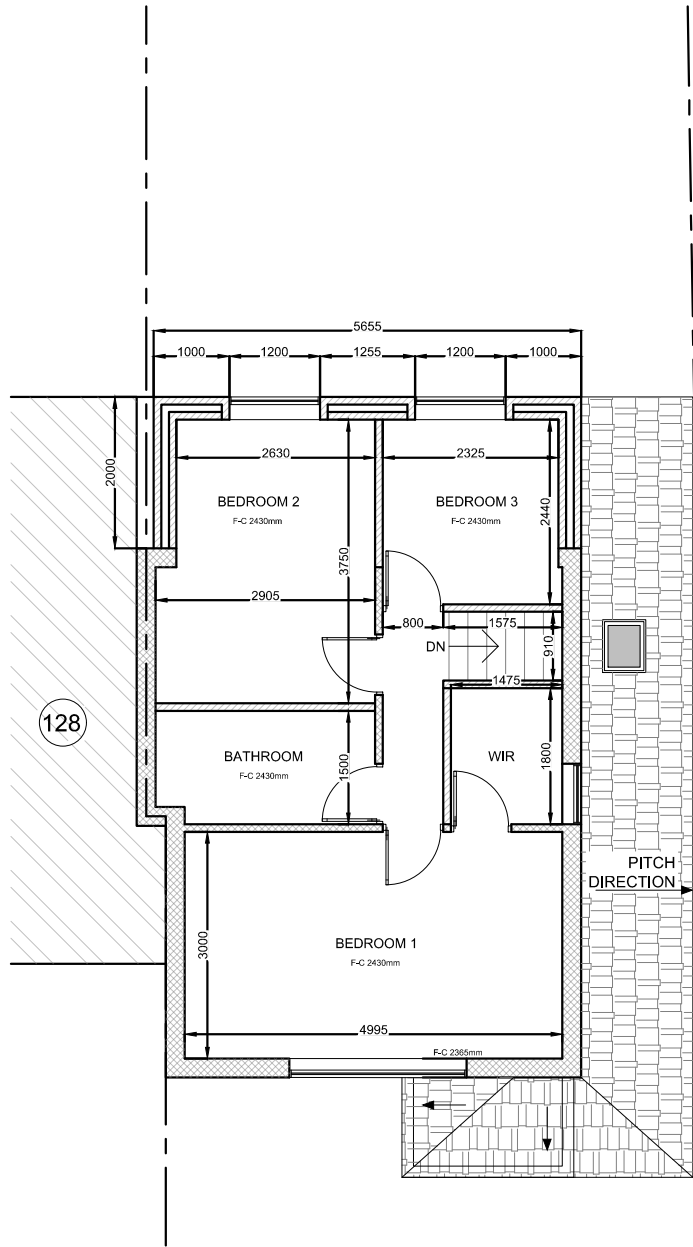 5655
1000
1200
1255
1200
1000
2000
2630
2325
BEDROOM 2
F-C 2430mm
BEDROOM 3
F-C 2430mm
2440
3750
2905
800
1575
DN
910
1475
128
BATHROOM
F-C 2430mm
1500
WIR
1800
PITCH
DIRECTION
BEDROOM 1
F-C 2430mm
3000
4995
F-C 2365mm